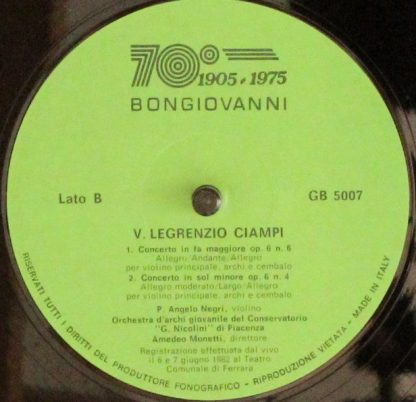 70°
1905 • 1975
BONGIOVANNI
Lato B
GB 5007
V. LEGRENZIO CIAMPI
1. Concerto in fa maggiore op. 6 n. 6
Allegro/Andante/Allegro
per violino principale, archi e cembalo
2. Concerto in sol minore op. 6 n. 4
Allegro moderato/Largo/Allegro
per violino principale, archi e cembalo
P. Angelo Negri, violino
Orchestra d'archi giovanile del Conservatorio
"G. Nicolini" di Piacenza
Amedeo Monetti, direttore
Registrazione effettuata dal vivo
il 6 e 7 giugno 1982 al Teatro
Comunale di Ferrara
RISERVATI TUTTI I DIRITTI DEL PRODUTTORE FONOGRAFICO - RIPRODUZIONE VIETATA - MADE IN ITALY